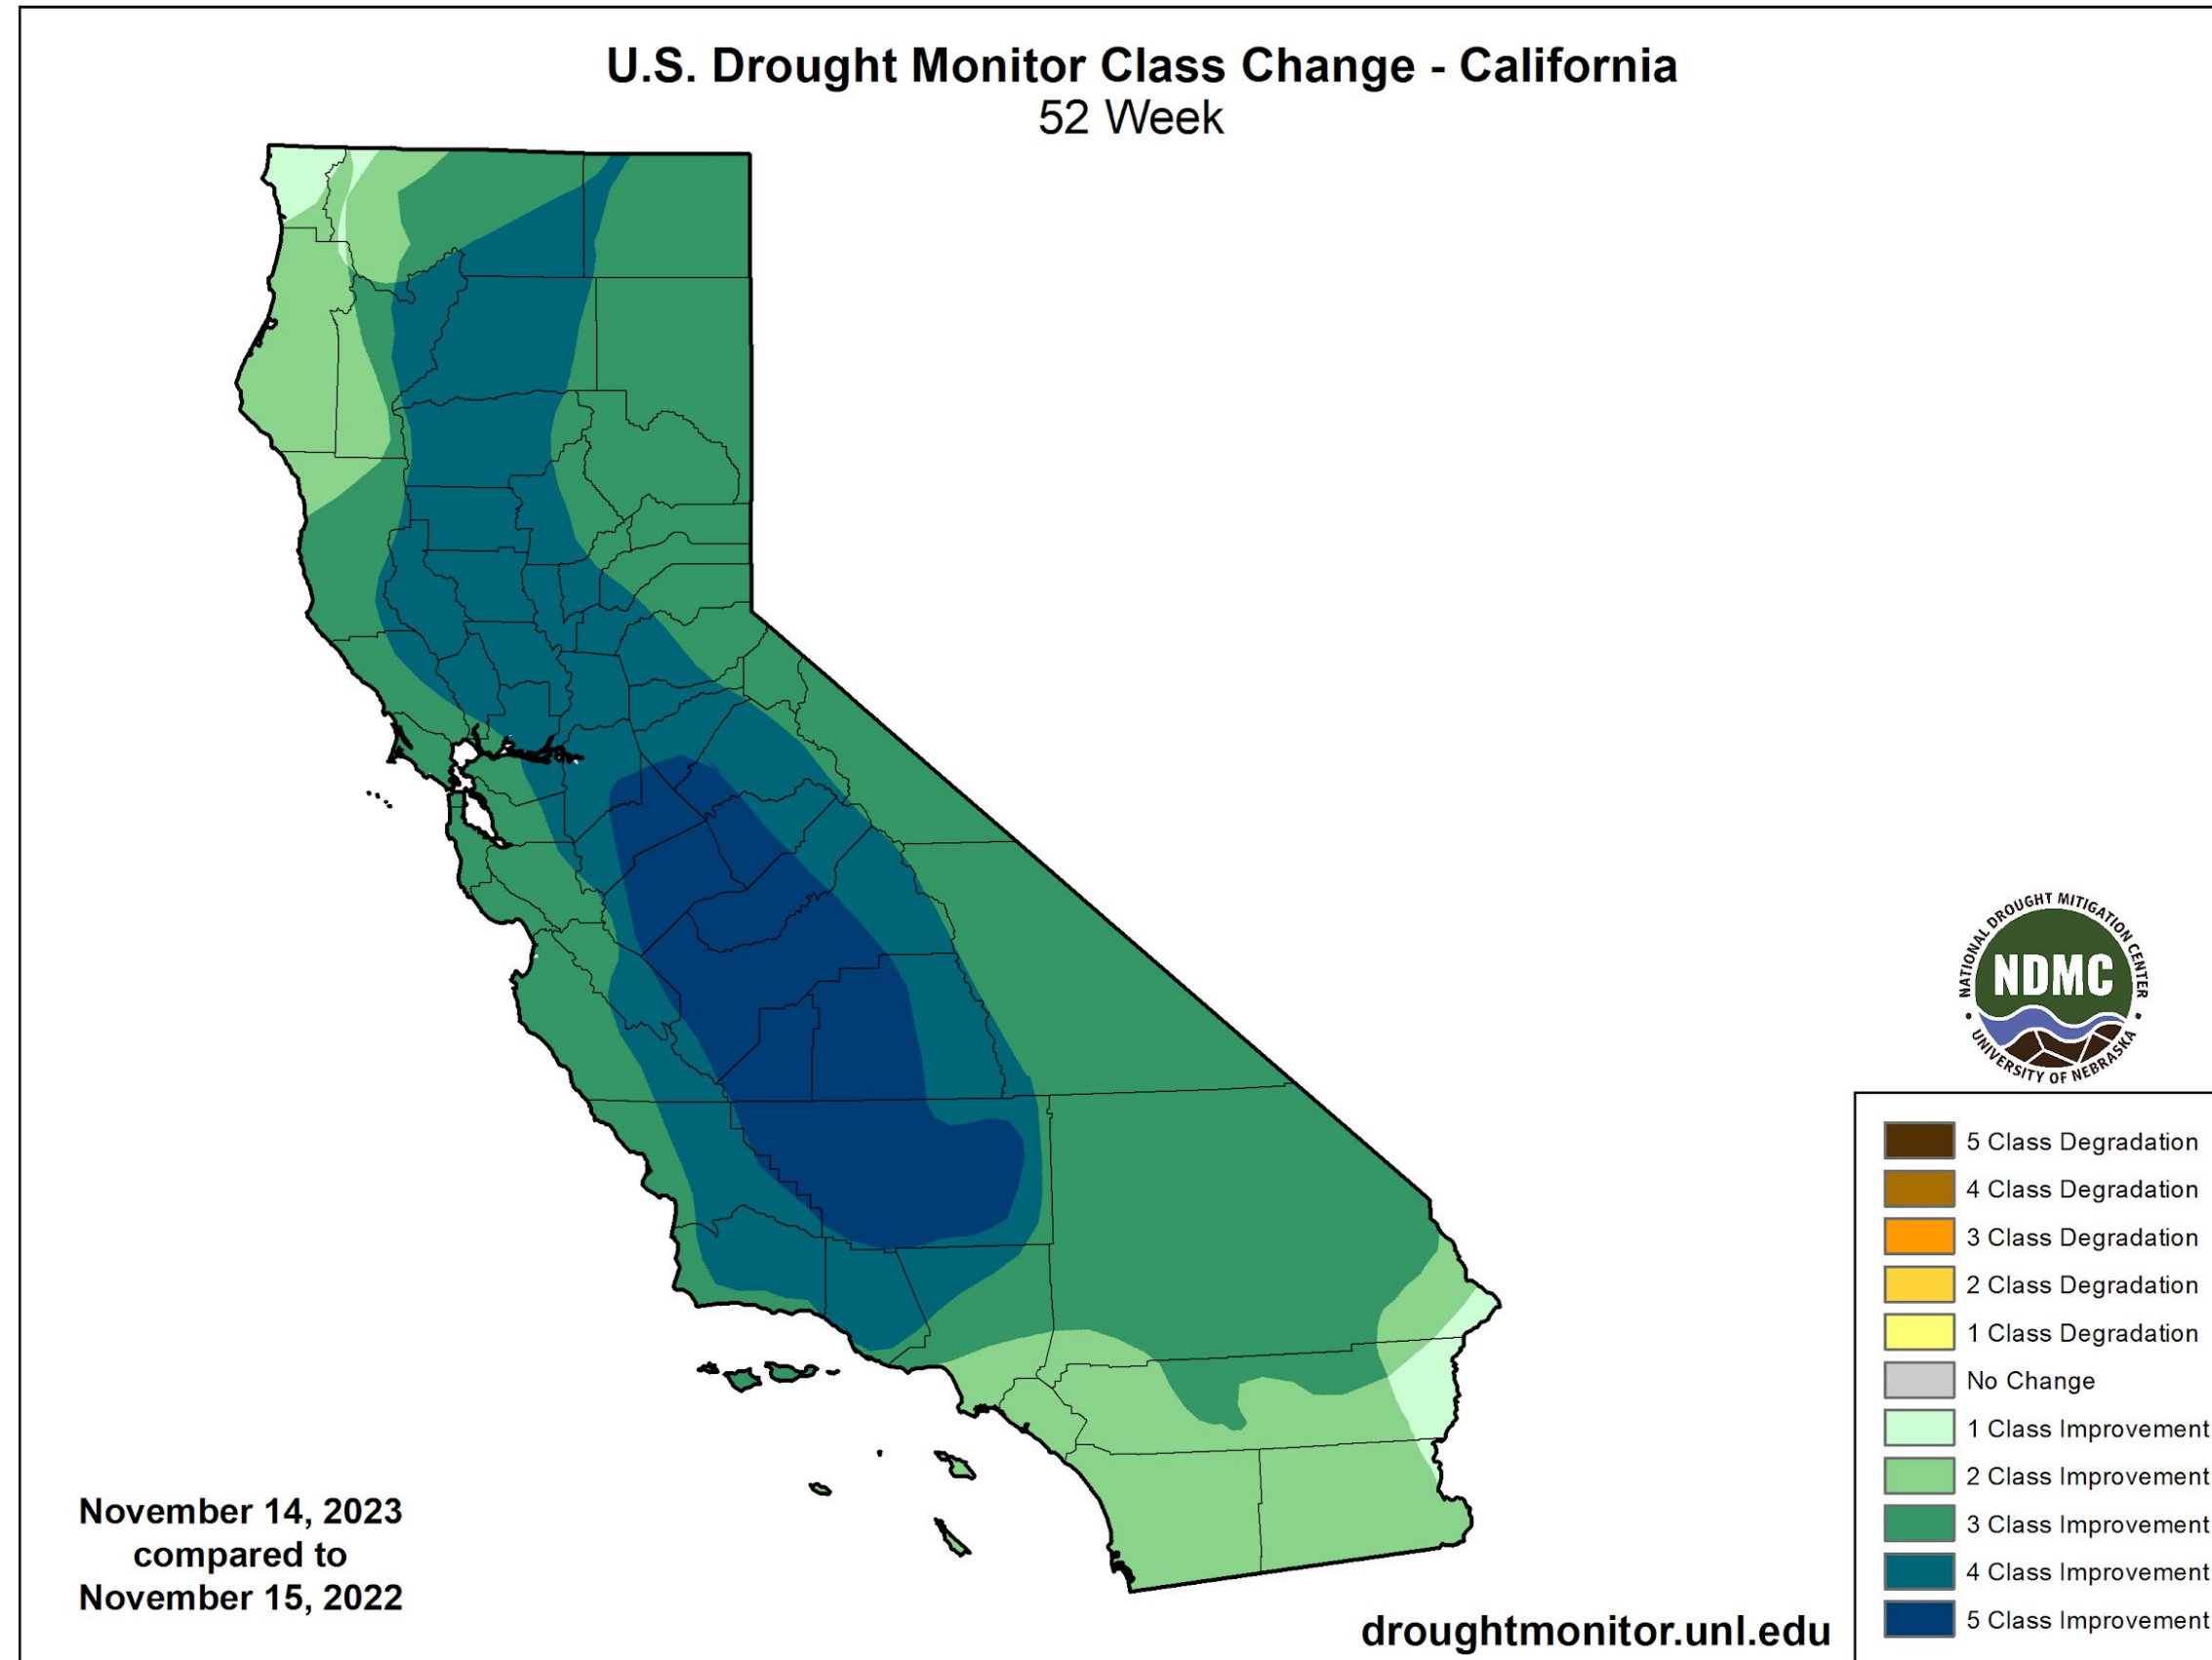 U.S. Drought Monitor Class Change - California
52 Week
NATIONAL DROUGHT MITIGATION CENTER
NDMC
UNIVERSITY OF NEBRASKA
5 Class Degradation
4 Class Degradation
3 Class Degradation
2 Class Degradation
1 Class Degradation
No Change
1 Class Improvement
2 Class Improvement
3 Class Improvement
4 Class Improvement
5 Class Improvement
November 14, 2023
compared to
November 15, 2022
droughtmonitor.unl.edu